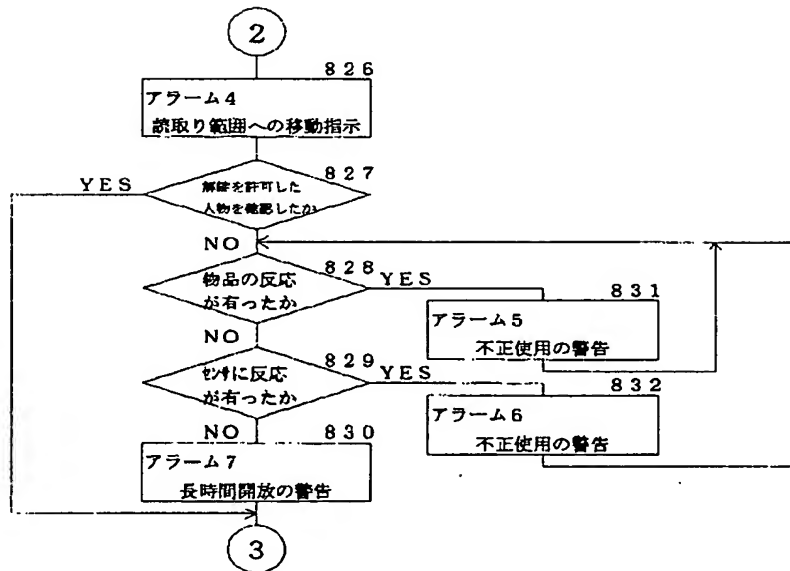 2
826
アラーム4
読取り範囲への移動指示
827
YES
解錠を許可した
人物を確認したか
NO
828
物品の反応
が有ったか
YES
831
アラーム5
不正使用の警告
NO
829
センサに反応
が有ったか
YES
832
アラーム6
不正使用の警告
NO
830
アラーム7
長時間開放の警告
3